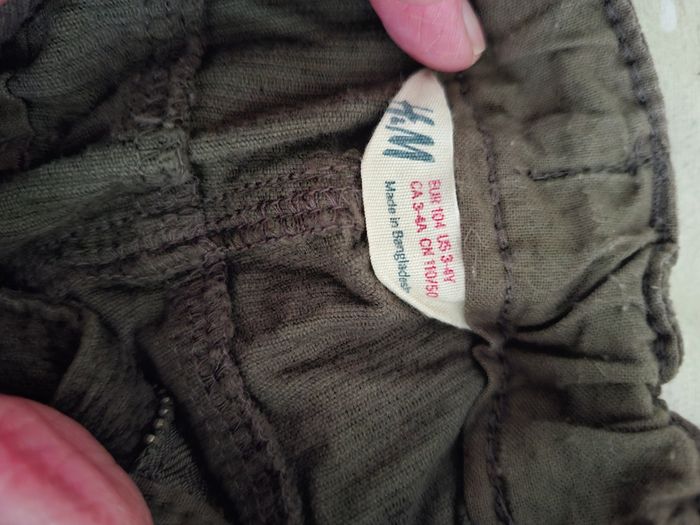 H&M
EUR 104 US 3-4Y
CA 3-4A CN 110/50
Made in Bangladesh